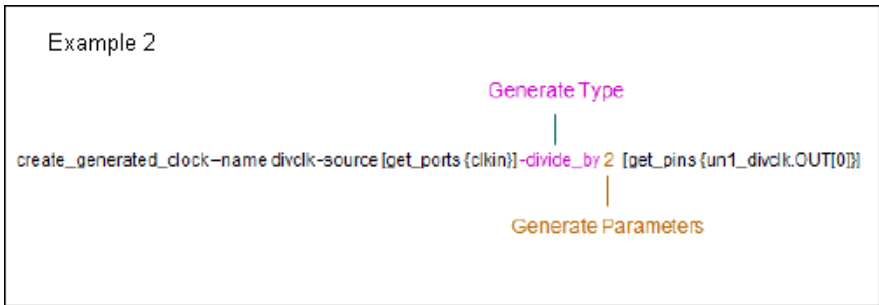 Example 2
Generate Type
create_generated_clock–name divclk-source [get_ports {clkin}]-divide_by 2 [get_pins {un1_divclk.OUT[0]}]
Generate Parameters